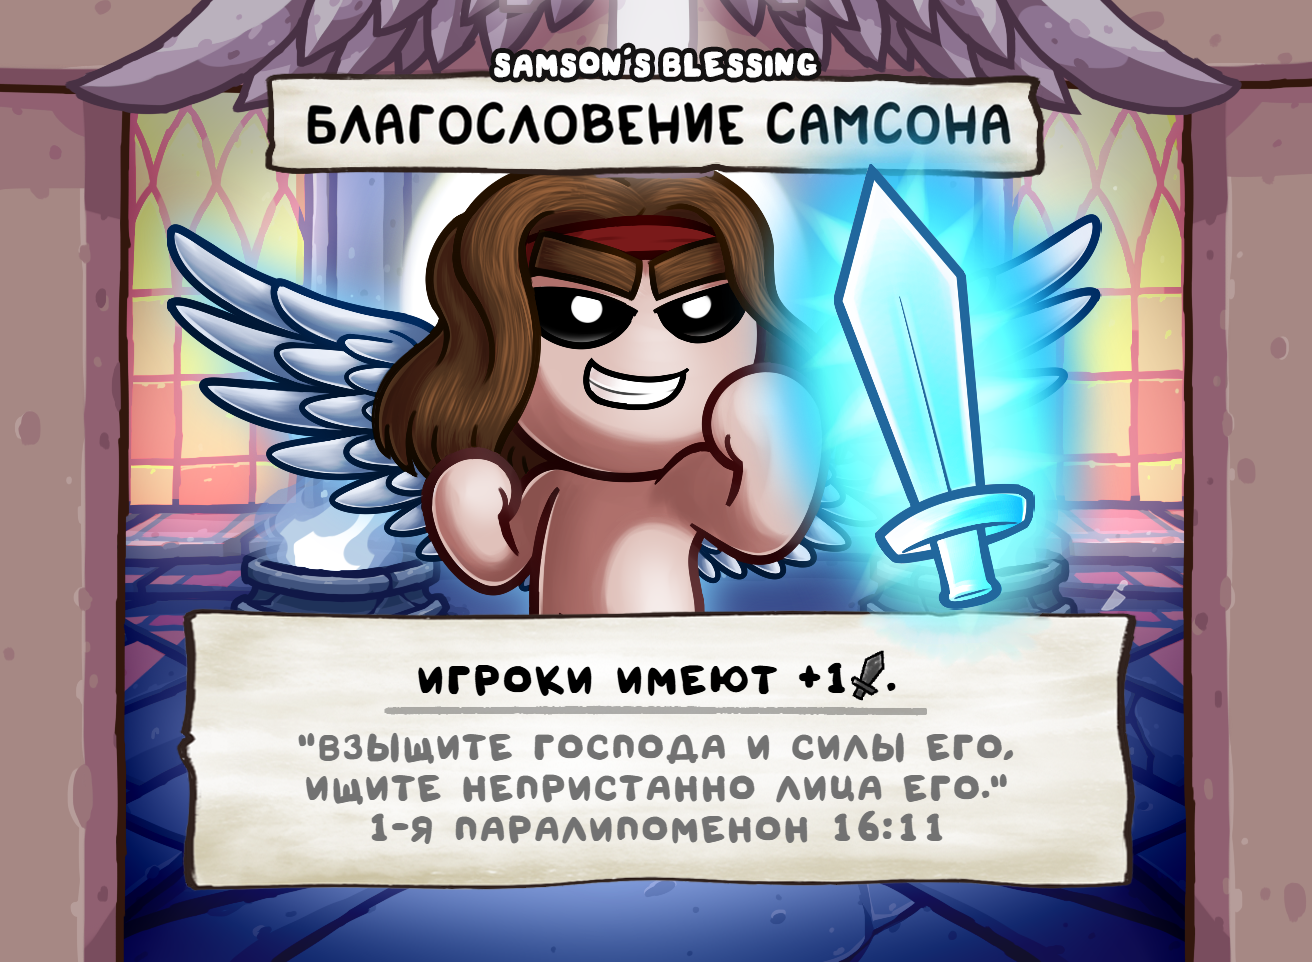 SAMSON'S BLESSING
БЛАГОСЛОВЕНИЕ САМСОНА
ИГРОКИ ИМЕЮТ +1.
"ВЗЫЩИТЕ ГОСПОДА И СИЛЫ ЕГО,
ИЩИТЕ НЕПРИСТАННО ЛИЦА ЕГО."
1-Я ПАРАЛИПОМЕНОН 16:11